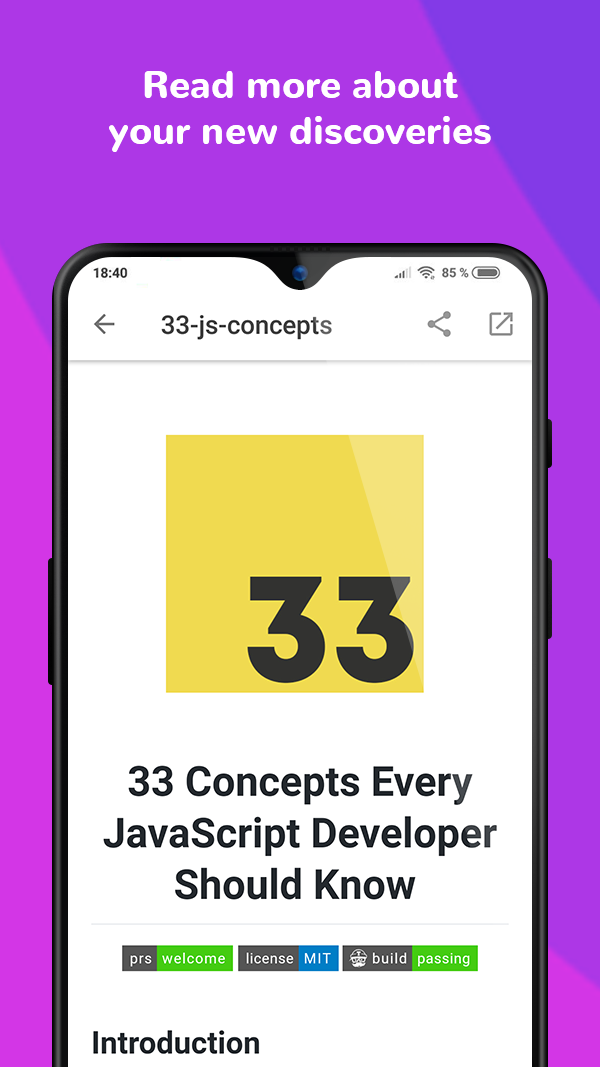 Read more about
your new discoveries
18:40
85 %
33-js-concepts
33
33 Concepts Every
JavaScript Developer
Should Know
prs welcome license MIT build passing
Introduction